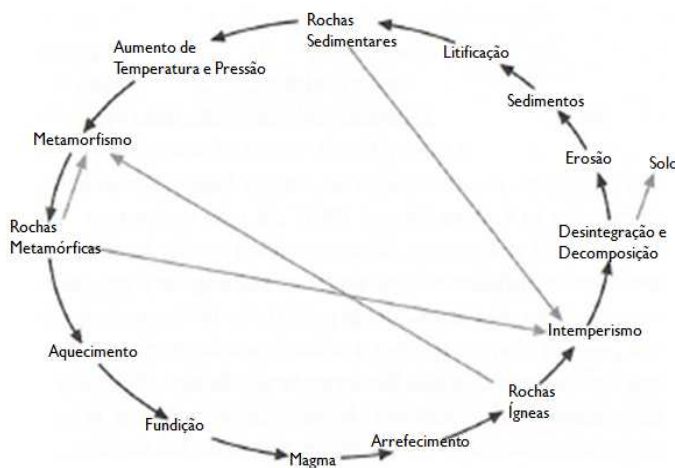 Rochas
Sedimentares
Aumento de
Temperatura e Pressão
Litificação
Sedimentos
Metamorfismo
Erosão
Solo
Rochas
Metamórficas
Desintegração e
Decomposição
Intemperismo
Aquecimento
Rochas
Ígneas
Fundição
Arrefecimento
Magma